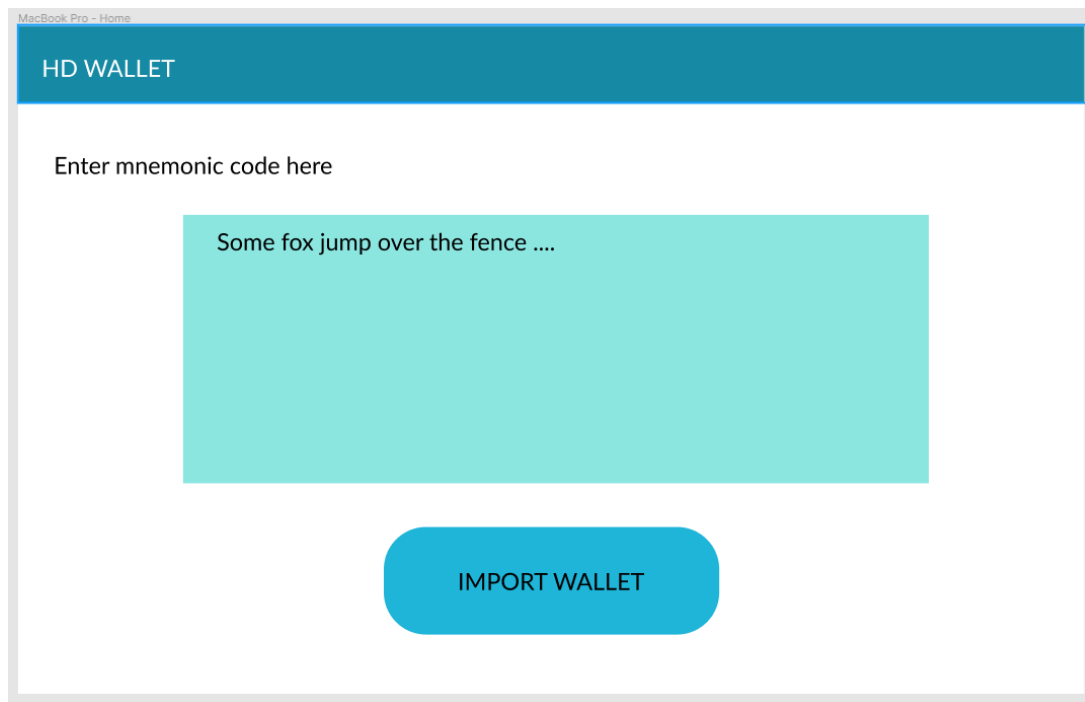 MacBook Pro - Home
HD WALLET
Enter mnemonic code here
Some fox jump over the fence ....
IMPORT WALLET